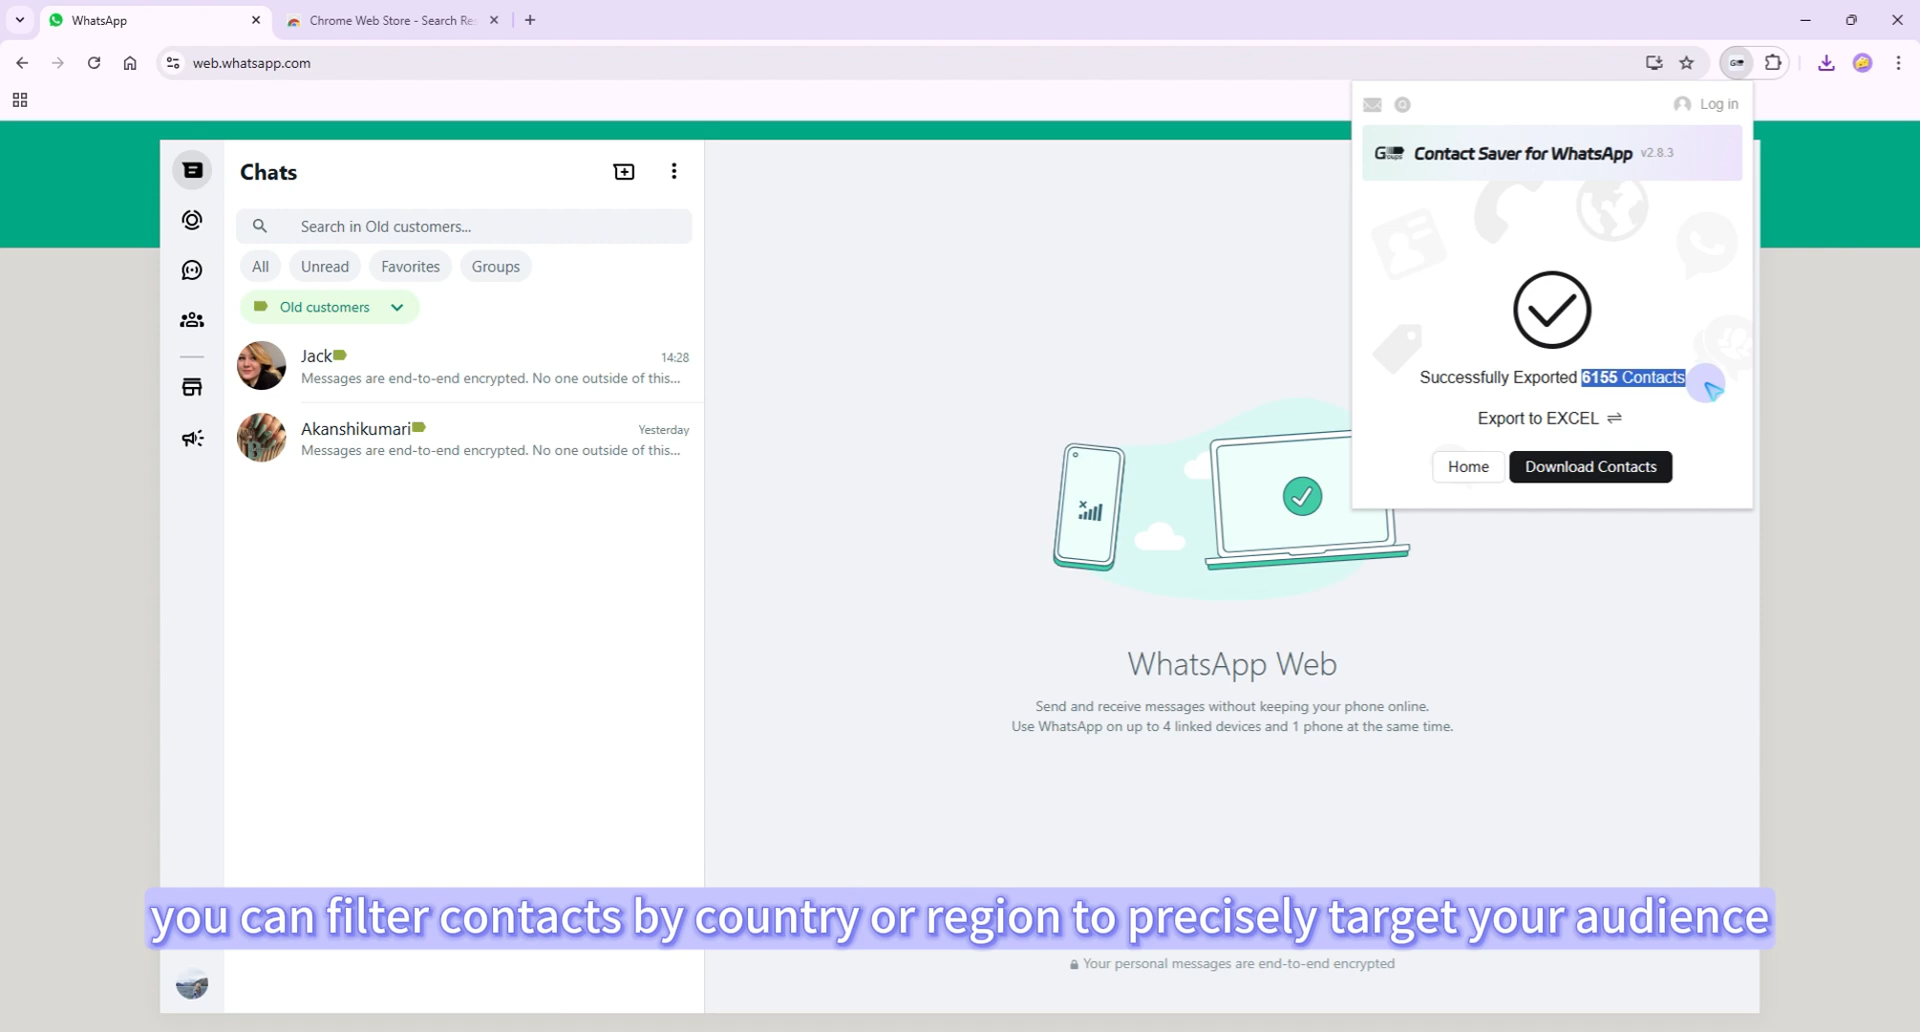 WhatsApp
Chrome Web Store - Search Re
web.whatsapp.com
Log in
Groups Contact Saver for WhatsApp v2.8.3
Chats
Search in Old customers...
All Unread Favorites Groups
Old customers
Jack 14:28
Messages are end-to-end encrypted. No one outside of this...
Akanshikumari Yesterday
Messages are end-to-end encrypted. No one outside of this...
Successfully Exported 6155 Contacts
Export to EXCEL
Home Download Contacts
WhatsApp Web
Send and receive messages without keeping your phone online.
Use WhatsApp on up to 4 linked devices and 1 phone at the same time.
you can filter contacts by country or region to precisely target your audience
Your personal messages are end-to-end encrypted